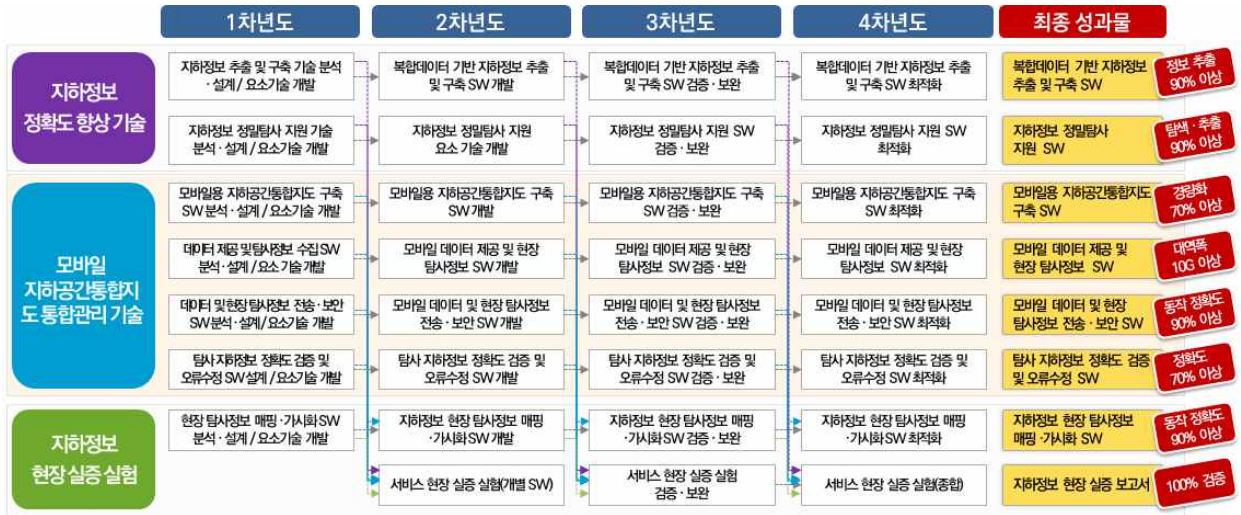 1차년도
2차년도
3차년도
4차년도
최종 성과물
지하정보
정확도 향상 기술
지하정보 추출 및 구축 기술 분석
· 설계 / 요소기술 개발
복합데이터 기반 지하정보 추출
및 구축 SW 개발
복합데이터 기반 지하정보 추출
및 구축 SW 검증 · 보완
복합데이터 기반 지하정보 추출
및 구축 SW 최적화
복합데이터 기반 지하정보
추출 및 구축 SW
정보 추출
90% 이상
지하정보 정밀탐사 지원 기술
분석 · 설계 / 요소기술 개발
지하정보 정밀탐사 지원
요소 기술 개발
지하정보 정밀탐사 지원 SW
검증 · 보완
지하정보 정밀탐사 지원 SW
최적화
지하정보 정밀탐사
지원 SW
탐색 · 추출
90% 이상
모바일
지하공간통합지
도 통합관리 기술
모바일용 지하공간통합지도 구축
SW 분석 · 설계 / 요소기술 개발
모바일용 지하공간통합지도 구축
SW 개발
모바일용 지하공간통합지도 구축
SW 검증 · 보완
모바일용 지하공간통합지도 구축
SW 최적화
모바일용 지하공간통합지도
구축 SW
경량화
70% 이상
데이터 제공 및 탐사정보 수집 SW
분석 · 설계 / 요소 기술 개발
모바일 데이터 제공 및 현장
탐사정보 SW 개발
모바일 데이터 제공 및 현장
탐사정보 SW 검증 · 보완
모바일 데이터 제공 및 현장
탐사정보 SW 최적화
모바일 데이터 제공 및
현장 탐사정보 SW
대역폭
10G 이상
데이터 및 현장 탐사정보 전송 · 보안
SW 분석 · 설계 / 요소기술 개발
모바일 데이터 및 현장 탐사정보
전송 · 보안 SW 개발
모바일 데이터 및 현장 탐사정보
전송 · 보안 SW 검증 · 보완
모바일 데이터 및 현장 탐사정보
전송 · 보안 SW 최적화
모바일 데이터 및 현장
탐사정보 전송 · 보안 SW
동작 정확도
90% 이상
탐사 지하정보 정확도 검증 및
오류수정 SW 설계 / 요소기술 개발
탐사 지하정보 정확도 검증 및
오류수정 SW 개발
탐사 지하정보 정확도 검증 및
오류수정 SW 검증 · 보완
탐사 지하정보 정확도 검증 및
오류수정 SW 최적화
탐사 지하정보 정확도 검증
및 오류수정 SW
정확도
70% 이상
지하정보
현장 실증 실험
현장 탐사정보 매핑 ·가시화 SW
분석 · 설계 / 요소기술 개발
지하정보 현장 탐사정보 매핑
·가시화 SW 개발
지하정보 현장 탐사정보 매핑
·가시화 SW 검증 · 보완
지하정보 현장 탐사정보 매핑
·가시화 SW 최적화
지하정보 현장 탐사정보
매핑 ·가시화 SW
동작 정확도
90% 이상
서비스 현장 실증 실험(개별 SW)
서비스 현장 실증 실험
검증 · 보완
서비스 현장 실증 실험(종합)
지하정보 현장 실증 보고서
100% 검증